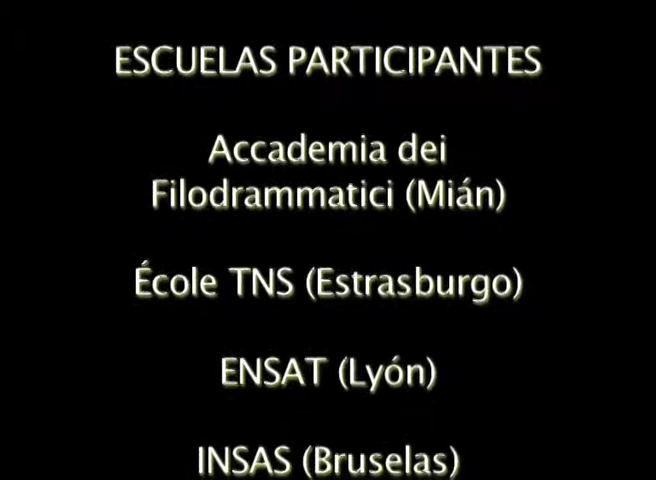 ESCUELAS PARTICIPANTES
Accademia dei
Filodrammatici (Mián)
École TNS (Estrasburgo)
ENSAT (Lyón)
INSAS (Bruselas)